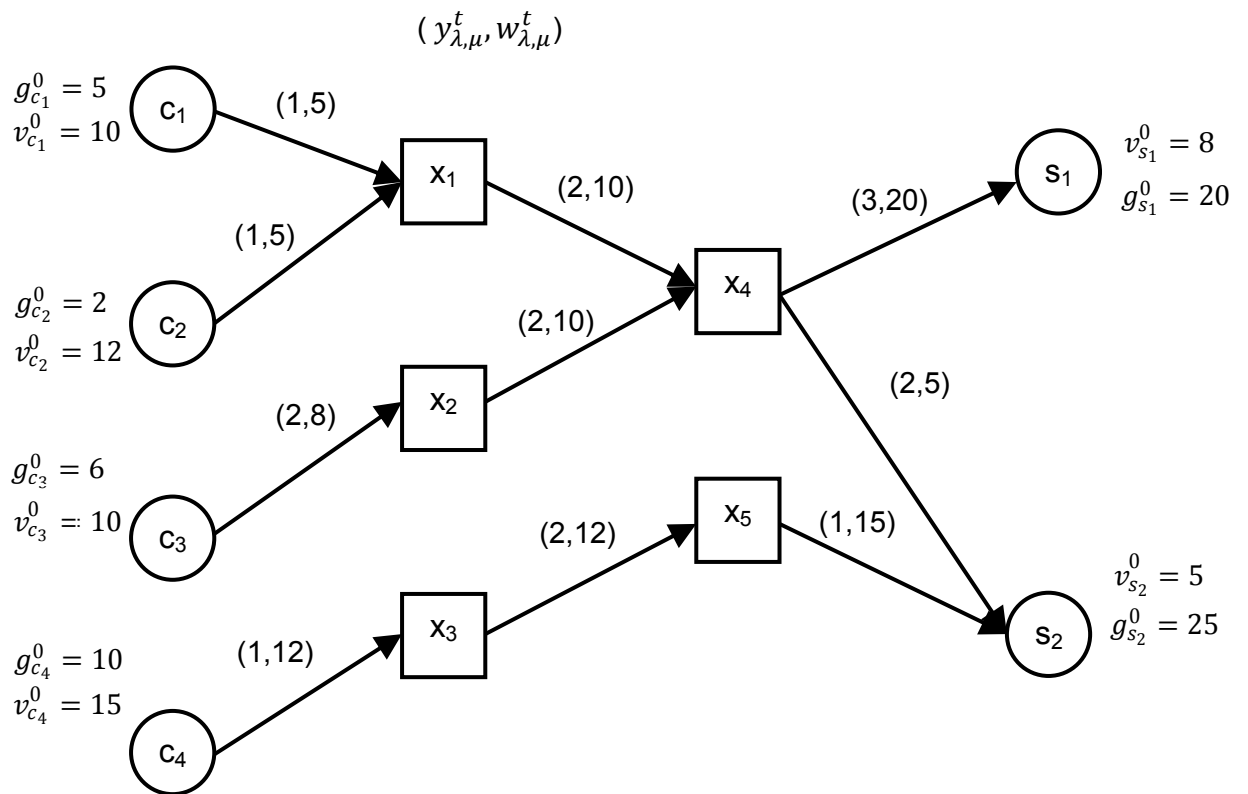 ( y^t_{λ,μ}, w^t_{λ,μ})
g^0_{c_1} = 5
v^0_{c_1} = 10
c_1
(1,5)
x_1
(2,10)
s_1
v^0_{s_1} = 8
g^0_{s_1} = 20
(3,20)
(1,5)
x_4
g^0_{c_2} = 2
v^0_{c_2} = 12
c_2
(2,10)
(2,5)
x_2
(2,8)
g^0_{c_3} = 6
v^0_{c_3} = 10
c_3
(2,12)
x_5
(1,15)
v^0_{s_2} = 5
g^0_{s_2} = 25
s_2
x_3
(1,12)
g^0_{c_4} = 10
v^0_{c_4} = 15
c_4